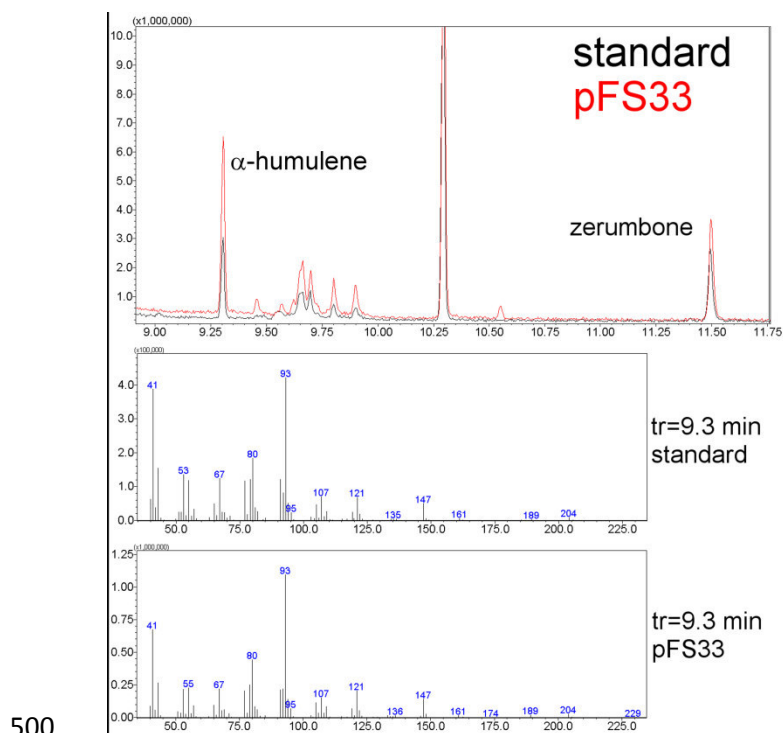 (x1,000,000)
10.0
9.0
8.0
7.0
6.0
5.0
4.0
3.0
2.0
1.0
standard
pFS33
α-humulene
zerumbone
9.00 9.25 9.50 9.75 10.00 10.25 10.50 10.75 11.00 11.25 11.50 11.75
(x100,000)
4.0
3.0
2.0
1.0
0.0
41 53 67 80 93 95 107 121 135 147 161 189 204
50.0 75.0 100.0 125.0 150.0 175.0 200.0 225.0
tr=9.3 min
standard
(x1,000,000)
1.25
1.00
0.75
0.50
0.25
0.00
41 55 67 80 93 95 107 121 136 147 161 174 189 204 229
50.0 75.0 100.0 125.0 150.0 175.0 200.0 225.0
tr=9.3 min
pFS33
500